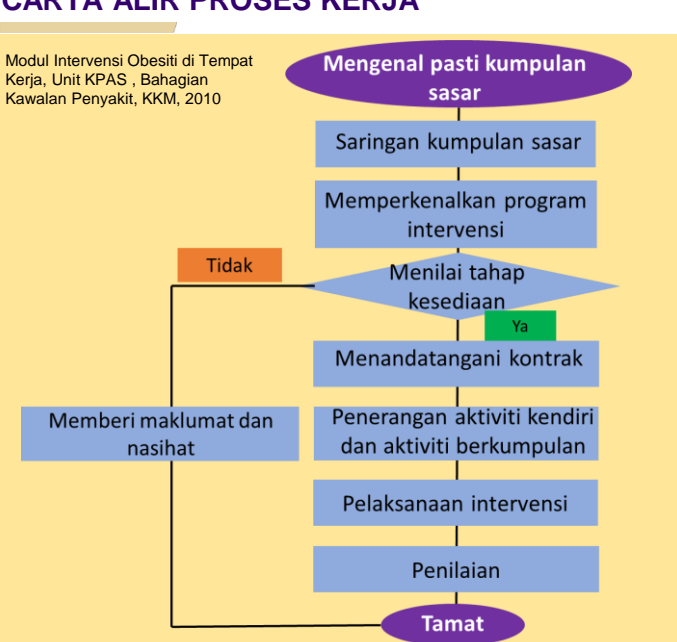 CARTA ALIR PROSES KERJA
Modul Intervensi Obesiti di Tempat
Kerja, Unit KPAS , Bahagian
Kawalan Penyakit, KKM, 2010
Mengenal pasti kumpulan
sasar
Saringan kumpulan sasar
Memperkenalkan program
intervensi
Tidak
Menilai tahap
kesediaan
Ya
Menandatangani kontrak
Memberi maklumat dan
nasihat
Penerangan aktiviti kendiri
dan aktiviti berkumpulan
Pelaksanaan intervensi
Penilaian
Tamat